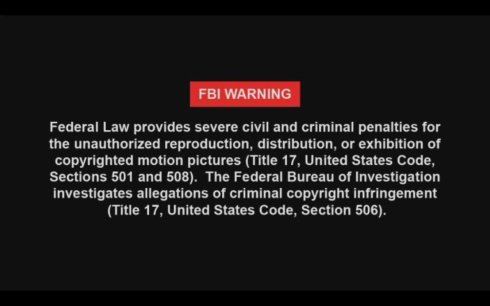 FBI WARNING
Federal Law provides severe civil and criminal penalties for
the unauthorized reproduction, distribution, or exhibition of
copyrighted motion pictures (Title 17, United States Code,
Sections 501 and 508).  The Federal Bureau of Investigation
investigates allegations of criminal copyright infringement
(Title 17, United States Code, Section 506).